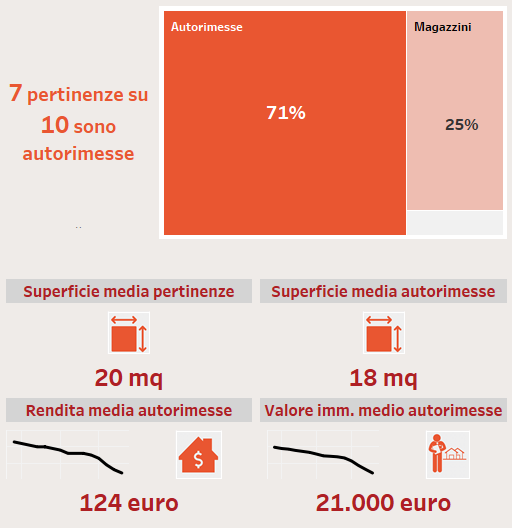 Autorimesse
Magazzini
7 pertinenze su
10 sono
autorimesse
71%
25%
..
Superficie media pertinenze
Superficie media autorimesse
20 mq
18 mq
Rendita media autorimesse
Valore imm. medio autorimesse
$
124 euro
21.000 euro